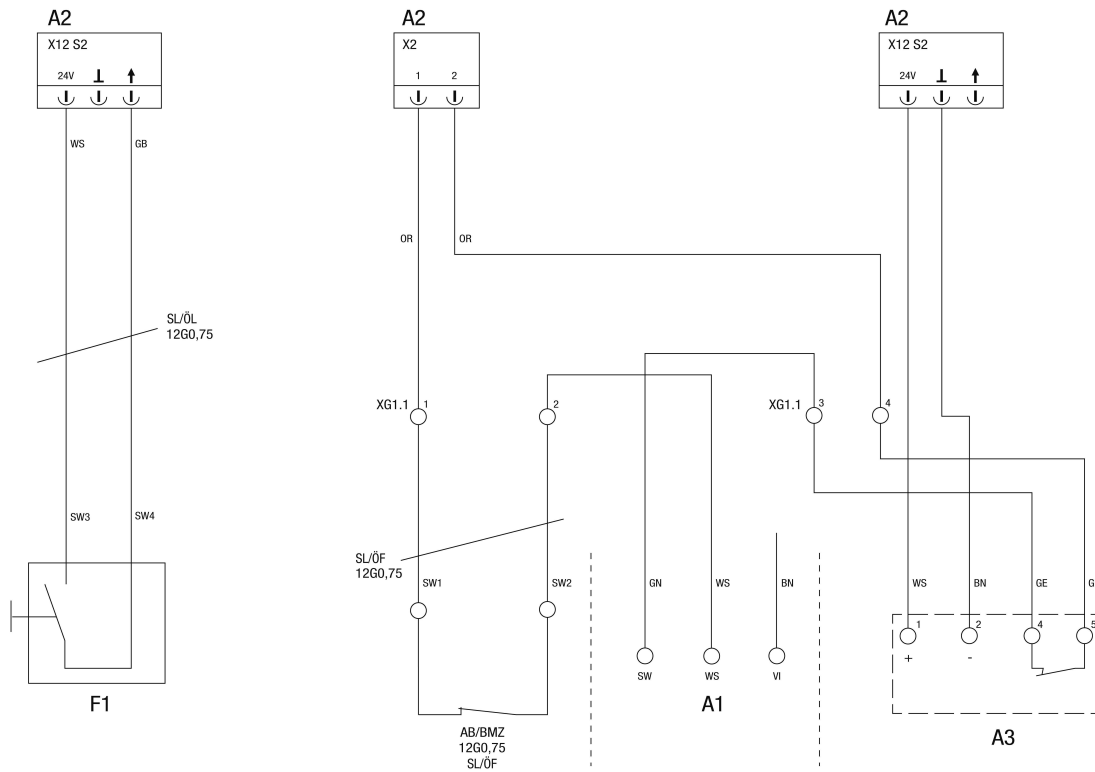 A2
A2
A2
X12 S2
X2
X12 S2
24V
1 2
24V
WS GB
OR OR
SL/ÖL
12G0,75
XG1.1 1 2
XG1.1 3 4
SW3 SW4
SL/ÖF
12G0,75
SW1 SW2
GN WS BN
WS BN GE
1 2 4 5
+ -
SW WS VI
F1
A1
A3
AB/BMZ
12G0,75
SL/ÖF